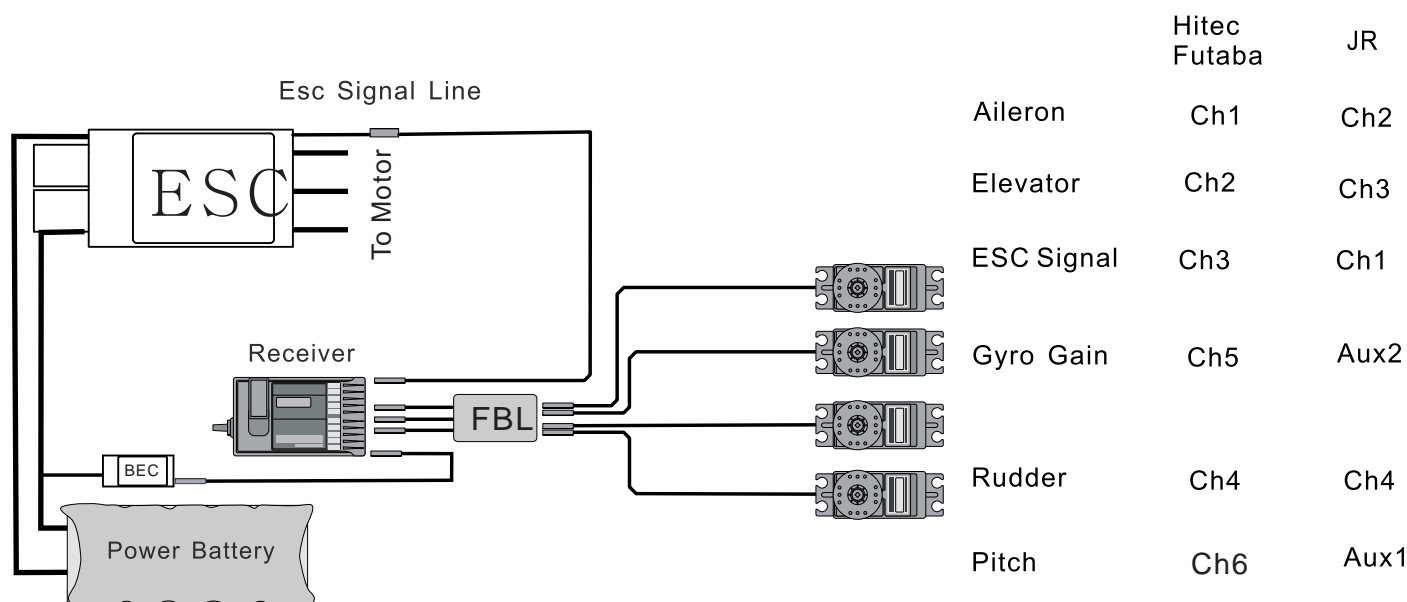 Hitec
Futaba
JR
Esc Signal Line
Aileron Ch1 Ch2
ESC
To Motor
Elevator Ch2 Ch3
ESC Signal Ch3 Ch1
Receiver
Gyro Gain Ch5 Aux2
FBL
BEC
Rudder Ch4 Ch4
Power Battery
Pitch Ch6 Aux1